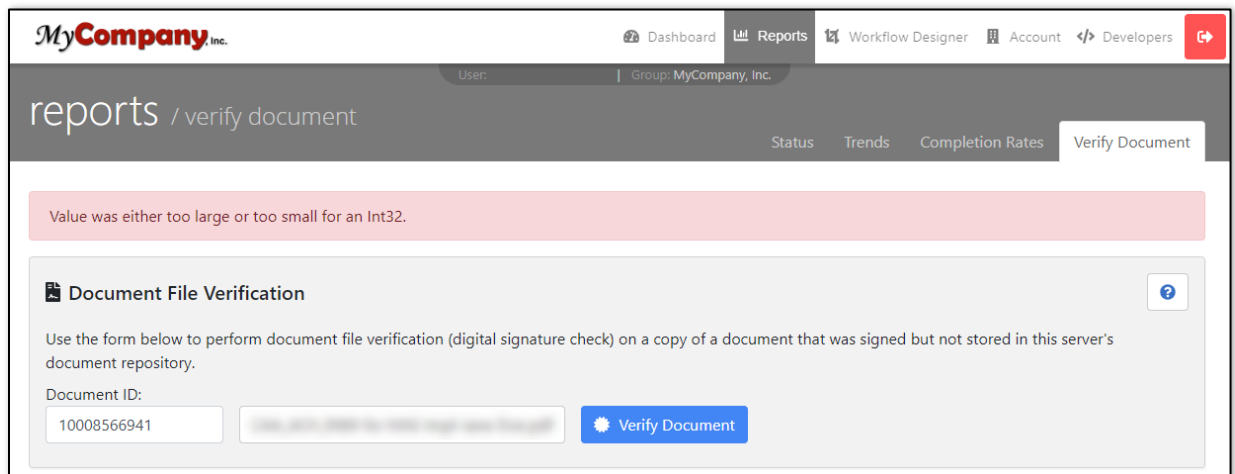 MyCompany, Inc.
Dashboard Reports Workflow Designer Account </> Developers
User: | Group: MyCompany, Inc.
reports / verify document
Status Trends Completion Rates Verify Document
Value was either too large or too small for an Int32.
Document File Verification
Use the form below to perform document file verification (digital signature check) on a copy of a document that was signed but not stored in this server's
document repository.
Document ID:
10008566941 Verify Document